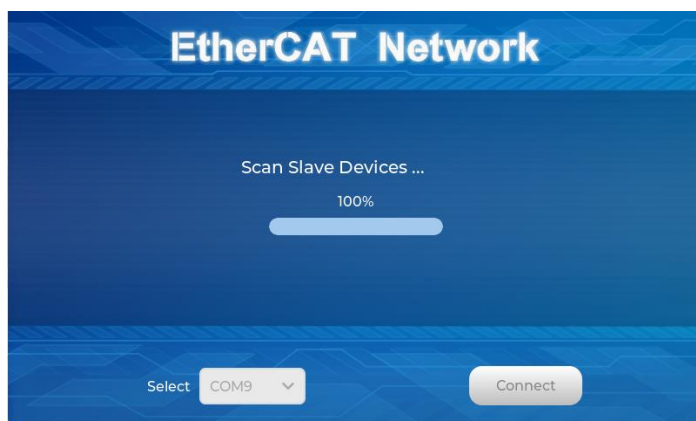 EtherCAT Network
Scan Slave Devices ...
100%
Select COM9 Connect